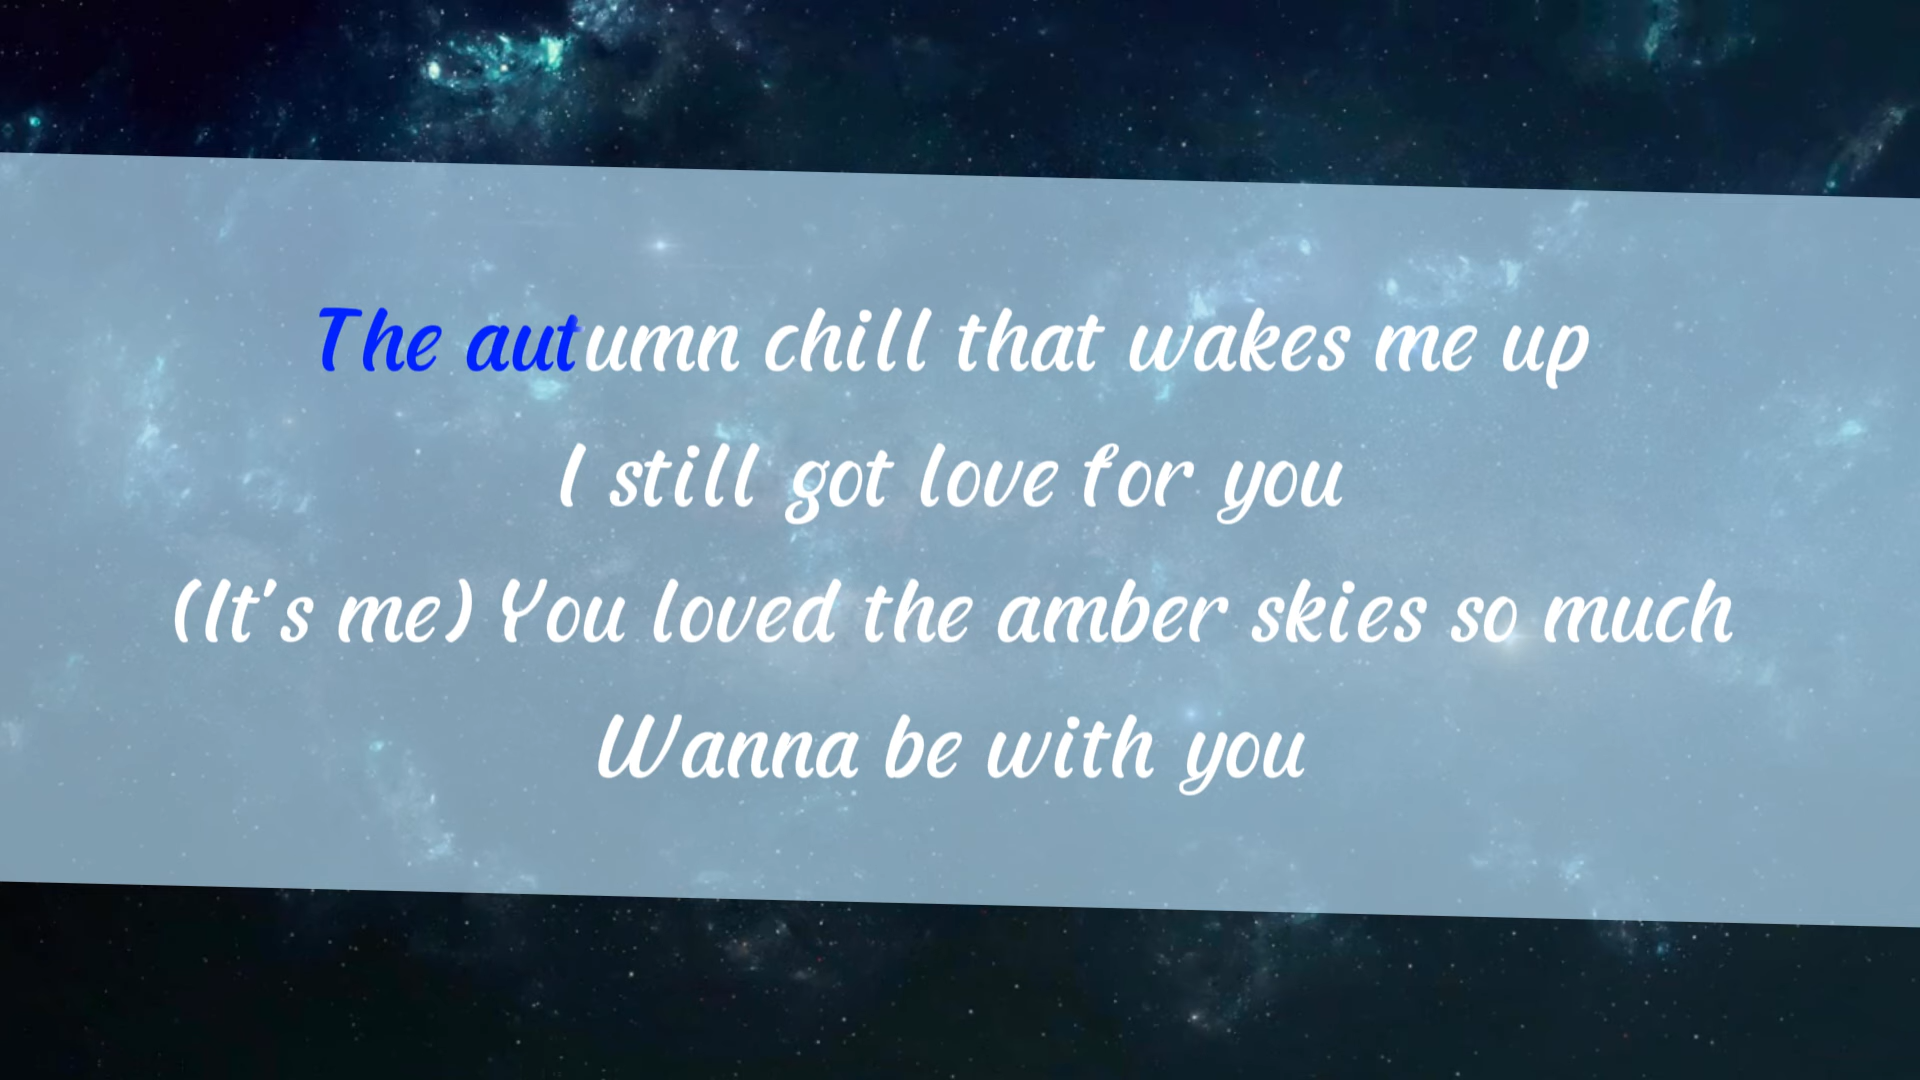 The autumn chill that wakes me up
I still got love for you
(It's me) You loved the amber skies so much
Wanna be with you